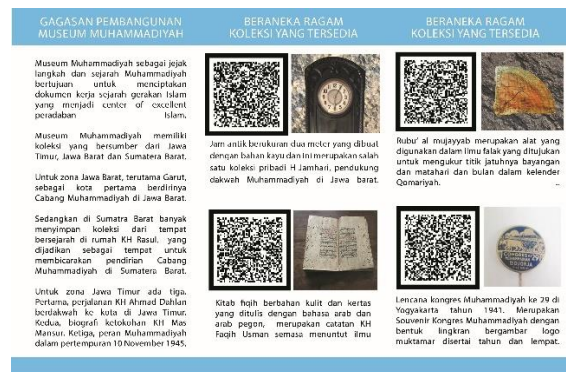 GAGASAN PEMBANGUNAN
MUSEUM MUHAMMADIYAH
Museum Muhammadiyah sebagai jejak
langkah dan sejarah Muhammadiyah
bertujuan untuk menciptakan
dokumen kerja sejarah gerakan Islam
yang menjadi center of excellent
peradaban Islam.
Museum Muhammadiyah memiliki
koleksi yang bersumber dari Jawa
Timur, Jawa Barat dan Sumatera Barat.
Untuk zona Jawa Barat, terutama Garut,
sebagai kota pertama berdirinya
Cabang Muhammadiyah di Jawa Barat.
Sedangkan di Sumatra Barat banyak
menyimpan koleksi dari tempat
bersejarah di rumah KH Rasul, yang
dijadikan sebagai tempat untuk
membicarakan pendirian Cabang
Muhammadiyah di Sumatera Barat.
Untuk zona Jawa Timur ada tiga.
Pertama, perjalanan KH Ahmad Dahlan
berdakwah ke kota di Jawa Timur.
Kedua, biografi ketokohan KH Mas
Mansur. Ketiga, peran Muhammadiyah
dalam pertempuran 10 November 1945.
BERANEKA RAGAM
KOLEKSI YANG TERSEDIA
Jam antik berukuran dua meter yang dibuat
dengan bahan kayu dan ini merupakan salah
satu koleksi pribadi H Jamhari, pendukung
dakwah Muhammadiyah di Jawa barat.
Kitab fiqih berbahan kulit dan kertas
yang ditulis dengan bahasa arab dan
arab pegon, merupakan catatan KH
Faqih Usman semasa menuntut ilmu
BERANEKA RAGAM
KOLEKSI YANG TERSEDIA
Rubu' al mujayyab merupakan alat yang
digunakan dalam ilmu falak yang ditujukan
untuk mengukur titik jatuhnya bayangan
dan matahari dan bulan dalam kelender
Qomariyah. ..
Lencana kongres Muhammadiyah ke 29 di
Yogyakarta tahun 1941. Merupakan
Souvenir Kongres Muhammadiyah dengan
bentuk lingkran bergambar logo
muktamar disertai tahun dan lempat.